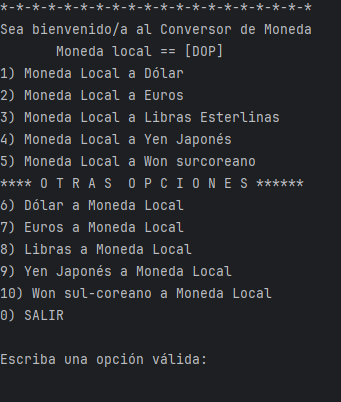 *-*-*-*-*-*-*-*-*-*-*-*-*-*-*-*-*-*-*-*
Sea bienvenido/a al Conversor de Moneda
Moneda local == [DOP]
1) Moneda Local a Dólar
2) Moneda Local a Euros
3) Moneda Local a Libras Esterlinas
4) Moneda Local a Yen Japonés
5) Moneda Local a Won surcoreano
**** O T R A S  O P C I O N E S ******
6) Dólar a Moneda Local
7) Euros a Moneda Local
8) Libras a Moneda Local
9) Yen Japonés a Moneda Local
10) Won sul-coreano a Moneda Local
0) SALIR
Escriba una opción válida: